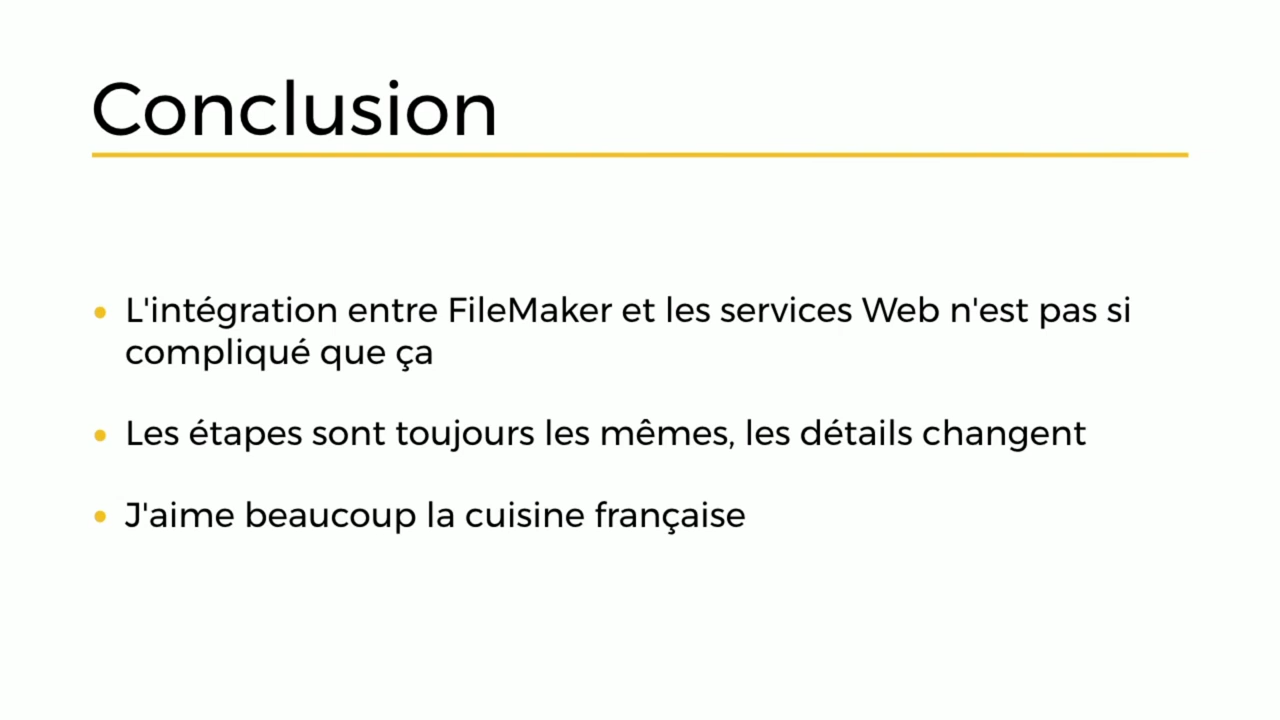 Conclusion
L'intégration entre FileMaker et les services Web n'est pas si
compliqué que ça
Les étapes sont toujours les mêmes, les détails changent
J'aime beaucoup la cuisine française